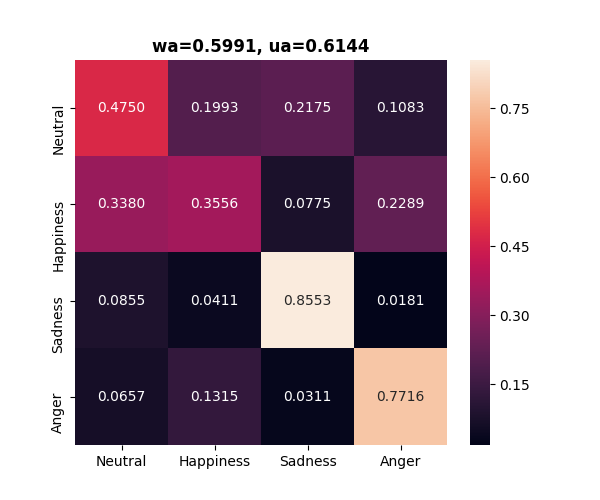 wa=0.5991, ua=0.6144
Neutral 0.4750 0.1993 0.2175 0.1083
Happiness 0.3380 0.3556 0.0775 0.2289
Sadness 0.0855 0.0411 0.8553 0.0181
Anger 0.0657 0.1315 0.0311 0.7716
Neutral Happiness Sadness Anger
0.75
0.60
0.45
0.30
0.15